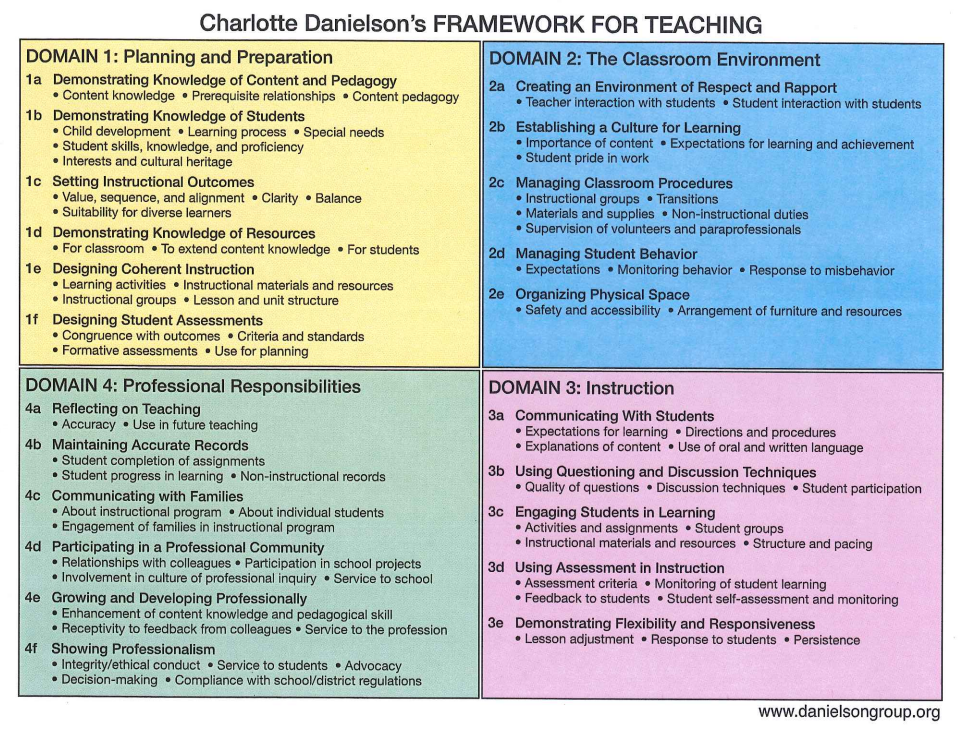 Charlotte Danielson's FRAMEWORK FOR TEACHING
DOMAIN 1: Planning and Preparation
1a Demonstrating Knowledge of Content and Pedagogy
• Content knowledge • Prerequisite relationships • Content pedagogy
1b Demonstrating Knowledge of Students
• Child development • Learning process • Special needs
• Student skills, knowledge, and proficiency
• Interests and cultural heritage
1c Setting Instructional Outcomes
• Value, sequence, and alignment • Clarity • Balance
• Suitability for diverse learners
1d Demonstrating Knowledge of Resources
• For classroom • To extend content knowledge • For students
1e Designing Coherent Instruction
• Learning activities • Instructional materials and resources
• Instructional groups • Lesson and unit structure
1f Designing Student Assessments
• Congruence with outcomes • Criteria and standards
• Formative assessments • Use for planning
DOMAIN 2: The Classroom Environment
2a Creating an Environment of Respect and Rapport
• Teacher interaction with students • Student interaction with students
2b Establishing a Culture for Learning
• Importance of content • Expectations for learning and achievement
• Student pride in work
2c Managing Classroom Procedures
• Instructional groups • Transitions
• Materials and supplies • Non-instructional duties
• Supervision of volunteers and paraprofessionals
2d Managing Student Behavior
• Expectations • Monitoring behavior • Response to misbehavior
2e Organizing Physical Space
• Safety and accessibility • Arrangement of furniture and resources
DOMAIN 4: Professional Responsibilities
4a Reflecting on Teaching
• Accuracy • Use in future teaching
4b Maintaining Accurate Records
• Student completion of assignments
• Student progress in learning • Non-instructional records
4c Communicating with Families
• About instructional program • About individual students
• Engagement of families in instructional program
4d Participating in a Professional Community
• Relationships with colleagues • Participation in school projects
• Involvement in culture of professional inquiry • Service to school
4e Growing and Developing Professionally
• Enhancement of content knowledge and pedagogical skill
• Receptivity to feedback from colleagues • Service to the profession
4f Showing Professionalism
• Integrity/ethical conduct • Service to students • Advocacy
• Decision-making • Compliance with school/district regulations
DOMAIN 3: Instruction
3a Communicating With Students
• Expectations for learning • Directions and procedures
• Explanations of content • Use of oral and written language
3b Using Questioning and Discussion Techniques
• Quality of questions • Discussion techniques • Student participation
3c Engaging Students in Learning
• Activities and assignments • Student groups
• Instructional materials and resources • Structure and pacing
3d Using Assessment in Instruction
• Assessment criteria • Monitoring of student learning
• Feedback to students • Student self-assessment and monitoring
3e Demonstrating Flexibility and Responsiveness
• Lesson adjustment • Response to students • Persistence
www.danielsongroup.org